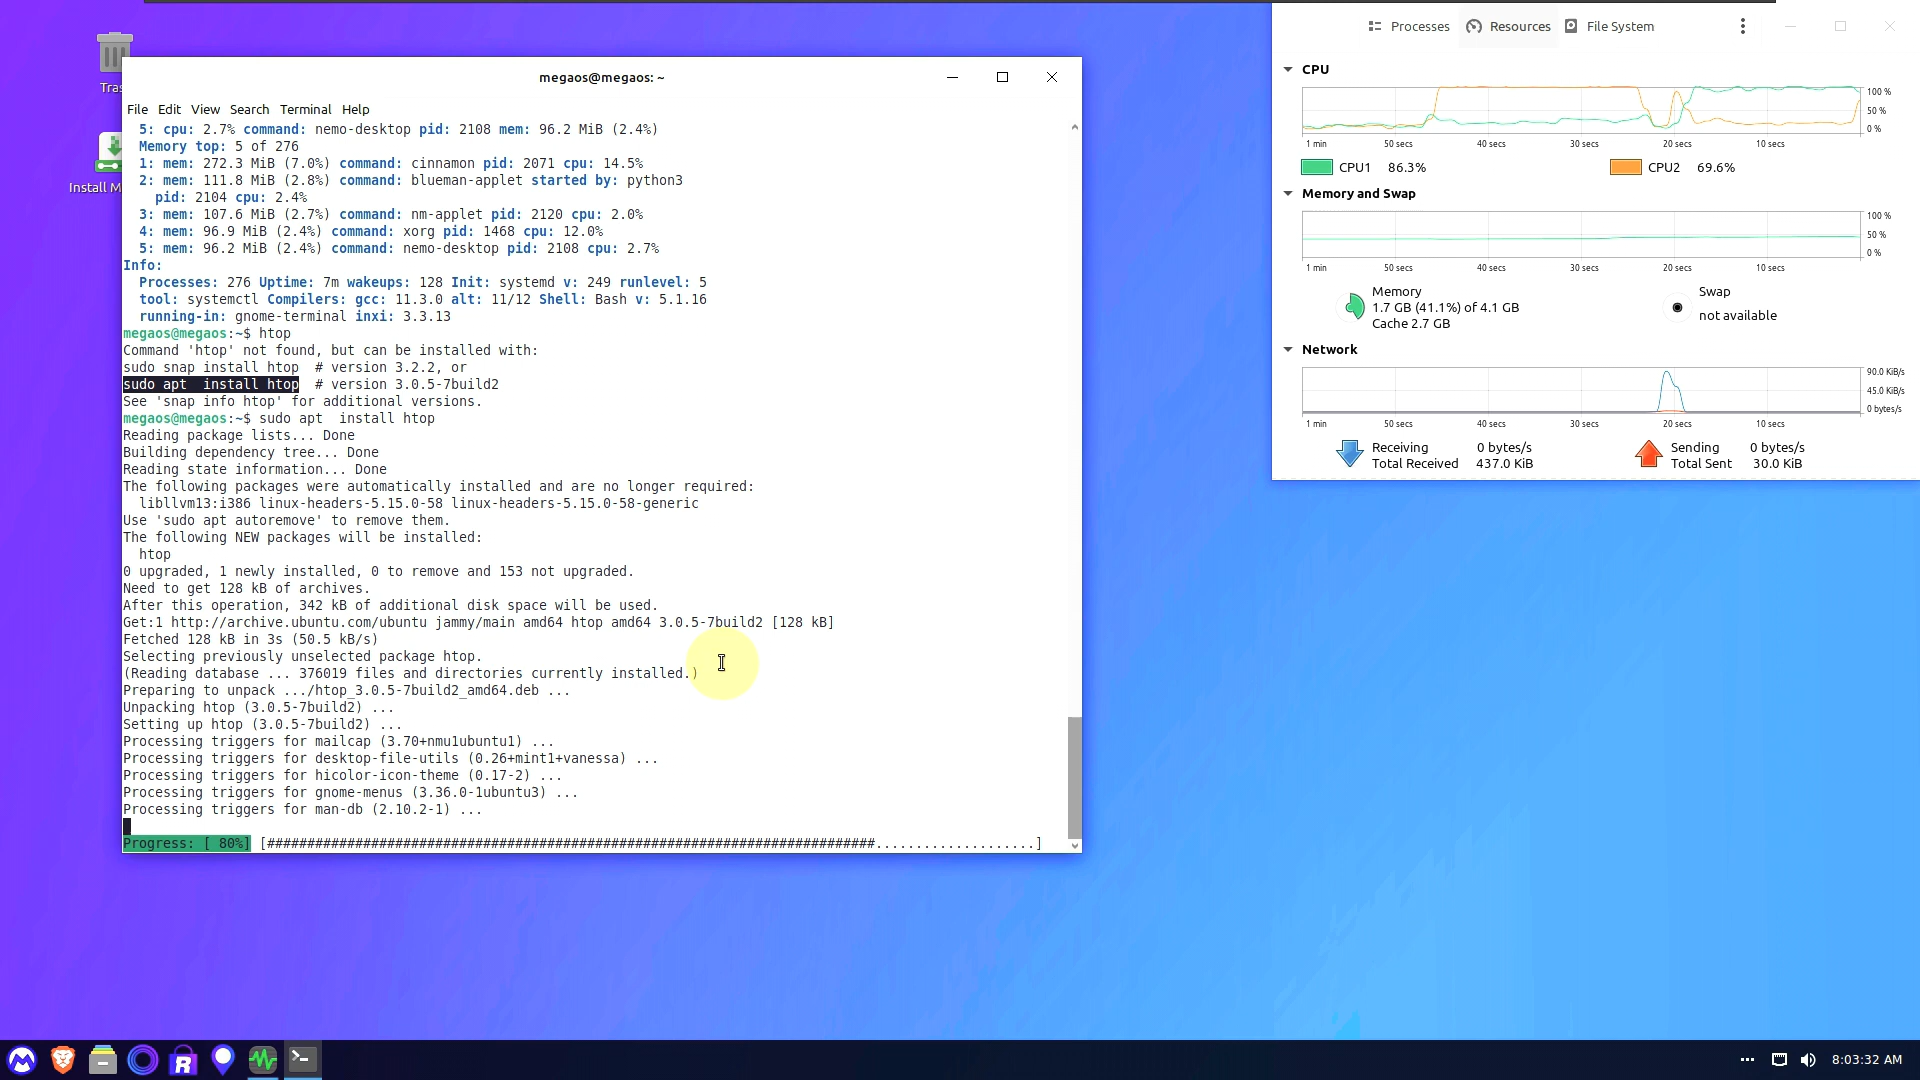 Tras
Install M
megaos@megaos: ~
File Edit View Search Terminal Help
5: cpu: 2.7% command: nemo-desktop pid: 2108 mem: 96.2 MiB (2.4%)
Memory top: 5 of 276
1: mem: 272.3 MiB (7.0%) command: cinnamon pid: 2071 cpu: 14.5%
2: mem: 111.8 MiB (2.8%) command: blueman-applet started by: python3
pid: 2104 cpu: 2.4%
3: mem: 107.6 MiB (2.7%) command: nm-applet pid: 2120 cpu: 2.0%
4: mem: 96.9 MiB (2.4%) command: xorg pid: 1468 cpu: 12.0%
5: mem: 96.2 MiB (2.4%) command: nemo-desktop pid: 2108 cpu: 2.7%
Info:
Processes: 276 Uptime: 7m wakeups: 128 Init: systemd v: 249 runlevel: 5
tool: systemctl Compilers: gcc: 11.3.0 alt: 11/12 Shell: Bash v: 5.1.16
running-in: gnome-terminal inxi: 3.3.13
megaos@megaos:~$ htop
Command 'htop' not found, but can be installed with:
sudo snap install htop  # version 3.2.2, or
sudo apt  install htop  # version 3.0.5-7build2
See 'snap info htop' for additional versions.
megaos@megaos:~$ sudo apt  install htop
Reading package lists... Done
Building dependency tree... Done
Reading state information... Done
The following packages were automatically installed and are no longer required:
libllvm13:i386 linux-headers-5.15.0-58 linux-headers-5.15.0-58-generic
Use 'sudo apt autoremove' to remove them.
The following NEW packages will be installed:
htop
0 upgraded, 1 newly installed, 0 to remove and 153 not upgraded.
Need to get 128 kB of archives.
After this operation, 342 kB of additional disk space will be used.
Get:1 http://archive.ubuntu.com/ubuntu jammy/main amd64 htop amd64 3.0.5-7build2 [128 kB]
Fetched 128 kB in 3s (50.5 kB/s)
Selecting previously unselected package htop.
(Reading database ... 376019 files and directories currently installed.)
Preparing to unpack .../htop_3.0.5-7build2_amd64.deb ...
Unpacking htop (3.0.5-7build2) ...
Setting up htop (3.0.5-7build2) ...
Processing triggers for mailcap (3.70+nmu1ubuntu1) ...
Processing triggers for desktop-file-utils (0.26+mint1+vanessa) ...
Processing triggers for hicolor-icon-theme (0.17-2) ...
Processing triggers for gnome-menus (3.36.0-1ubuntu3) ...
Processing triggers for man-db (2.10.2-1) ...
Progress: [ 80%] [############################################################################....................]
Processes Resources File System
CPU
100 %
50 %
0 %
1 min 50 secs 40 secs 30 secs 20 secs 10 secs
CPU1 86.3% CPU2 69.6%
Memory and Swap
100 %
50 %
0 %
1 min 50 secs 40 secs 30 secs 20 secs 10 secs
Memory
1.7 GB (41.1%) of 4.1 GB
Cache 2.7 GB
Swap
not available
Network
90.0 KiB/s
45.0 KiB/s
0 bytes/s
1 min 50 secs 40 secs 30 secs 20 secs 10 secs
Receiving 0 bytes/s
Total Received 437.0 KiB
Sending 0 bytes/s
Total Sent 30.0 KiB
8:03:32 AM